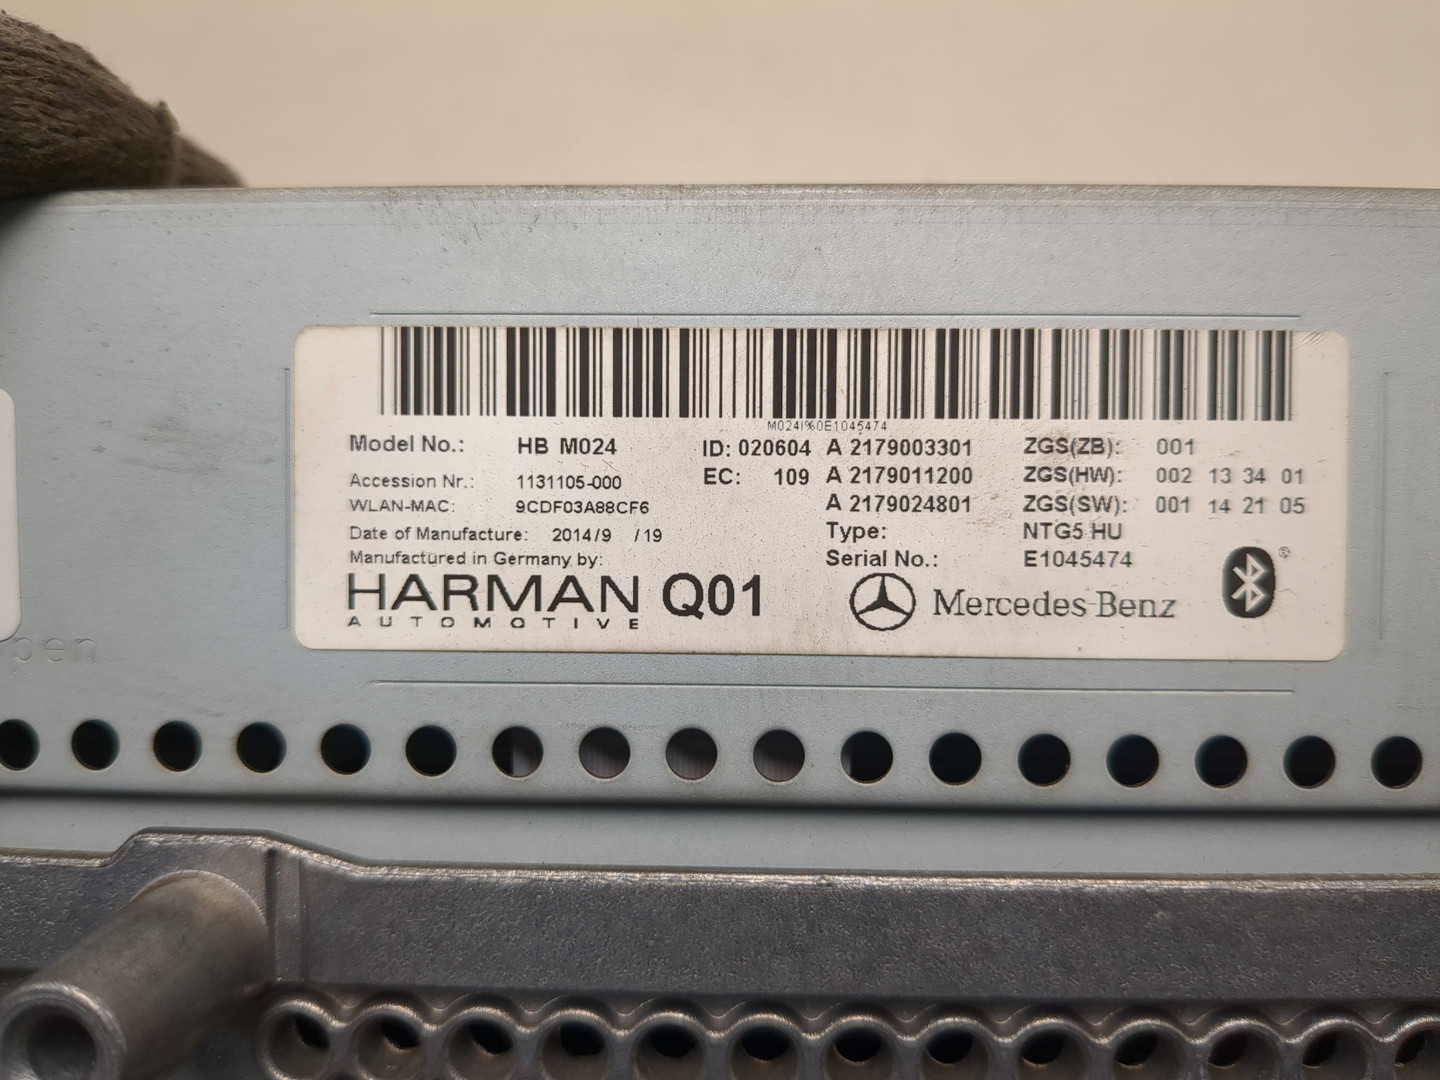 M024I%0E1045474
Model No.: HB M024 ID: 020604 A 2179003301 ZGS(ZB): 001
EC: 109 A 2179011200 ZGS(HW): 002 13 34 01
Accession Nr.: 1131105-000
WLAN-MAC: 9CDF03A88CF6 A 2179024801 ZGS(SW): 001 14 21 05
Date of Manufacture: 2014/9 /19 Type: NTG5 HU
Manufactured in Germany by: Serial No.: E1045474
HARMAN Q01 Mercedes-Benz ®
AUTOMOTIVE
pen